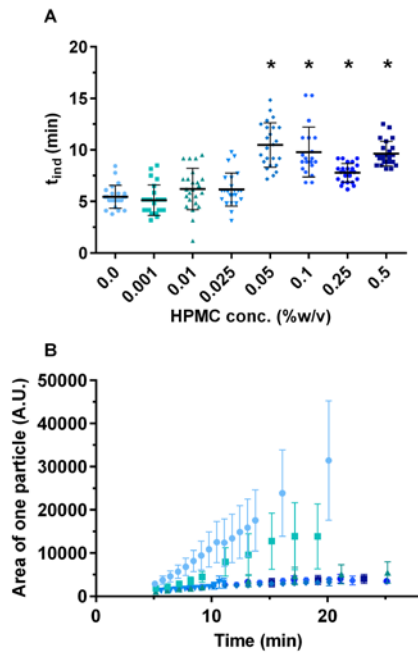 A
* * * *
20
15
10
5
0
t_ind (min)
0.0 0.001 0.01 0.025 0.05 0.1 0.25 0.5
HPMC conc. (%w/v)
B
50000
40000
30000
20000
10000
0
Area of one particle (A.U.)
0 10 20
Time (min)